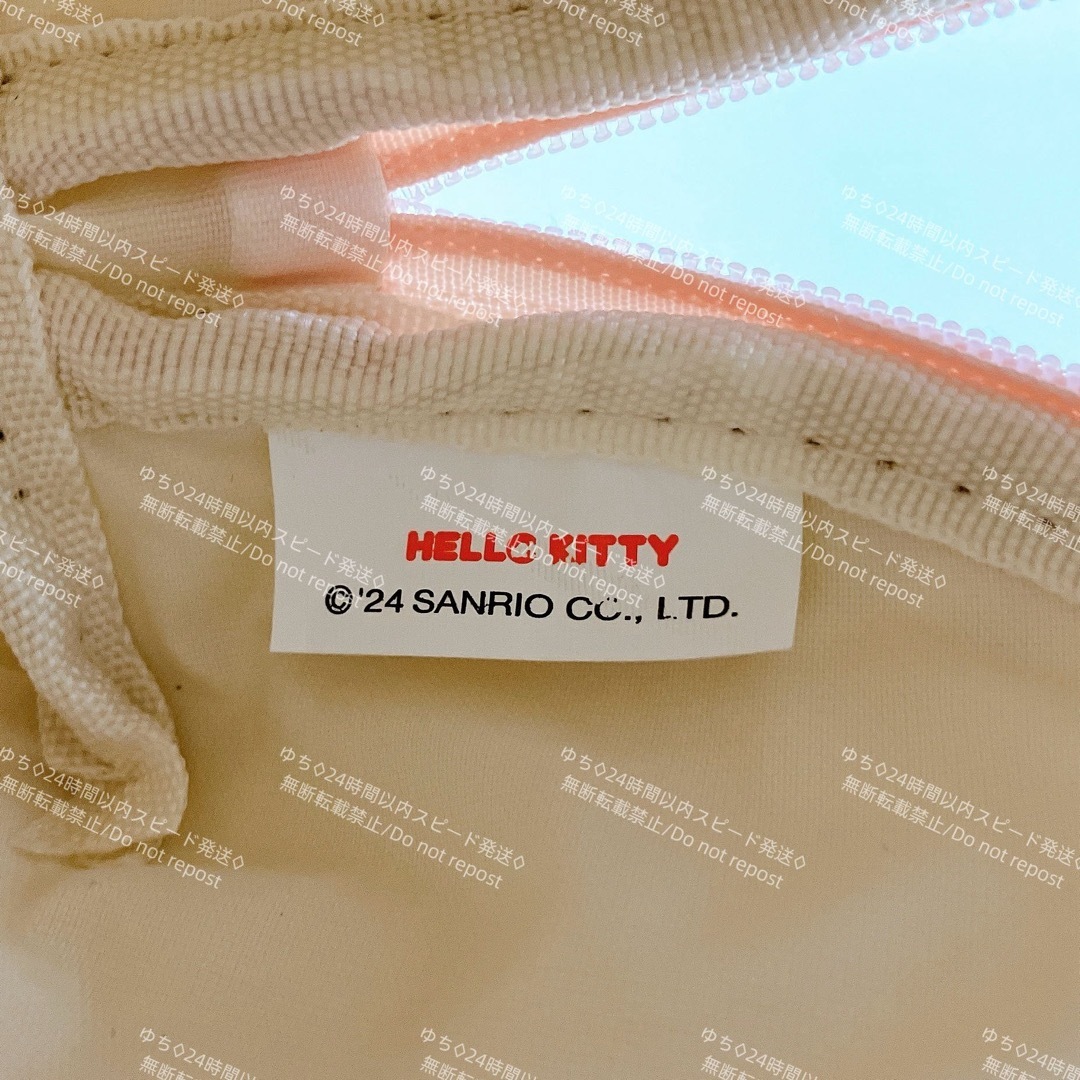 HELLO KiTTY
©'24 SANRIO CO., LTD.
ゆち◇24時間以内スピード発送◇
無断転載禁止/Do not repost